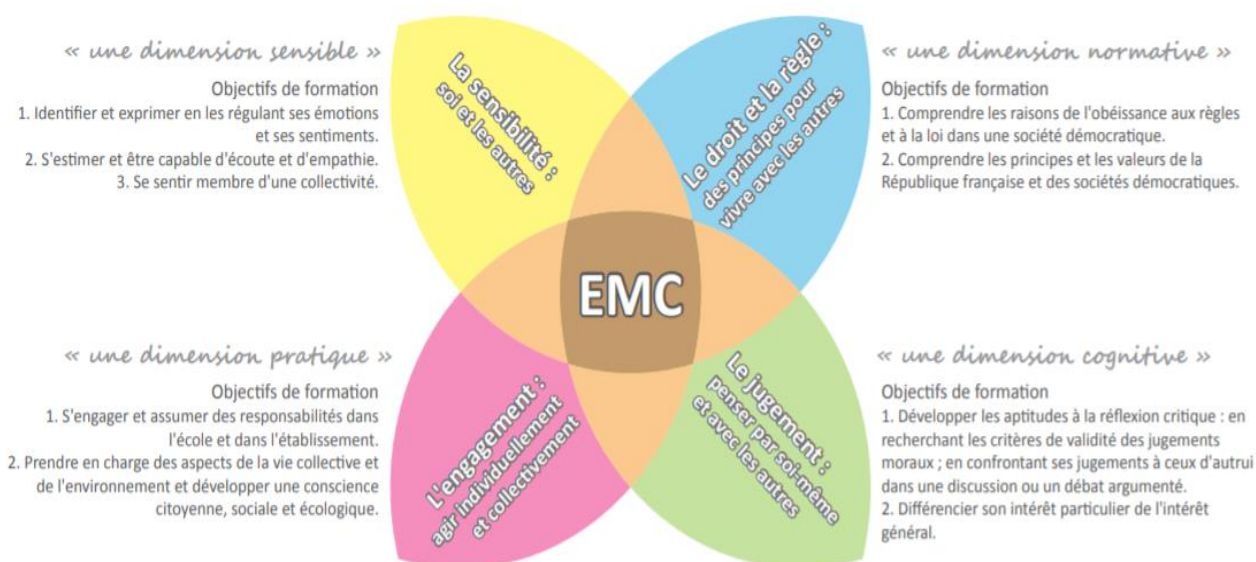 « une dimension sensible »
Objectifs de formation
1. Identifier et exprimer en les régulant ses émotions
et ses sentiments.
2. S'estimer et être capable d'écoute et d'empathie.
3. Se sentir membre d'une collectivité.
La sensibilité :
soi et les autres
Le droit et la règle :
des principes pour
vivre avec les autres
« une dimension normative »
Objectifs de formation
1. Comprendre les raisons de l'obéissance aux règles
et à la loi dans une société démocratique.
2. Comprendre les principes et les valeurs de la
République française et des sociétés démocratiques.
EMC
« une dimension pratique »
Objectifs de formation
1. S'engager et assumer des responsabilités dans
l'école et dans l'établissement.
2. Prendre en charge des aspects de la vie collective et
de l'environnement et développer une conscience
citoyenne, sociale et écologique.
L'engagement :
agir individuellement
et collectivement
Le jugement :
penser par soi-même
et avec les autres
« une dimension cognitive »
Objectifs de formation
1. Développer les aptitudes à la réflexion critique : en
recherchant les critères de validité des jugements
moraux ; en confrontant ses jugements à ceux d'autrui
dans une discussion ou un débat argumenté.
2. Différencier son intérêt particulier de l'intérêt
général.